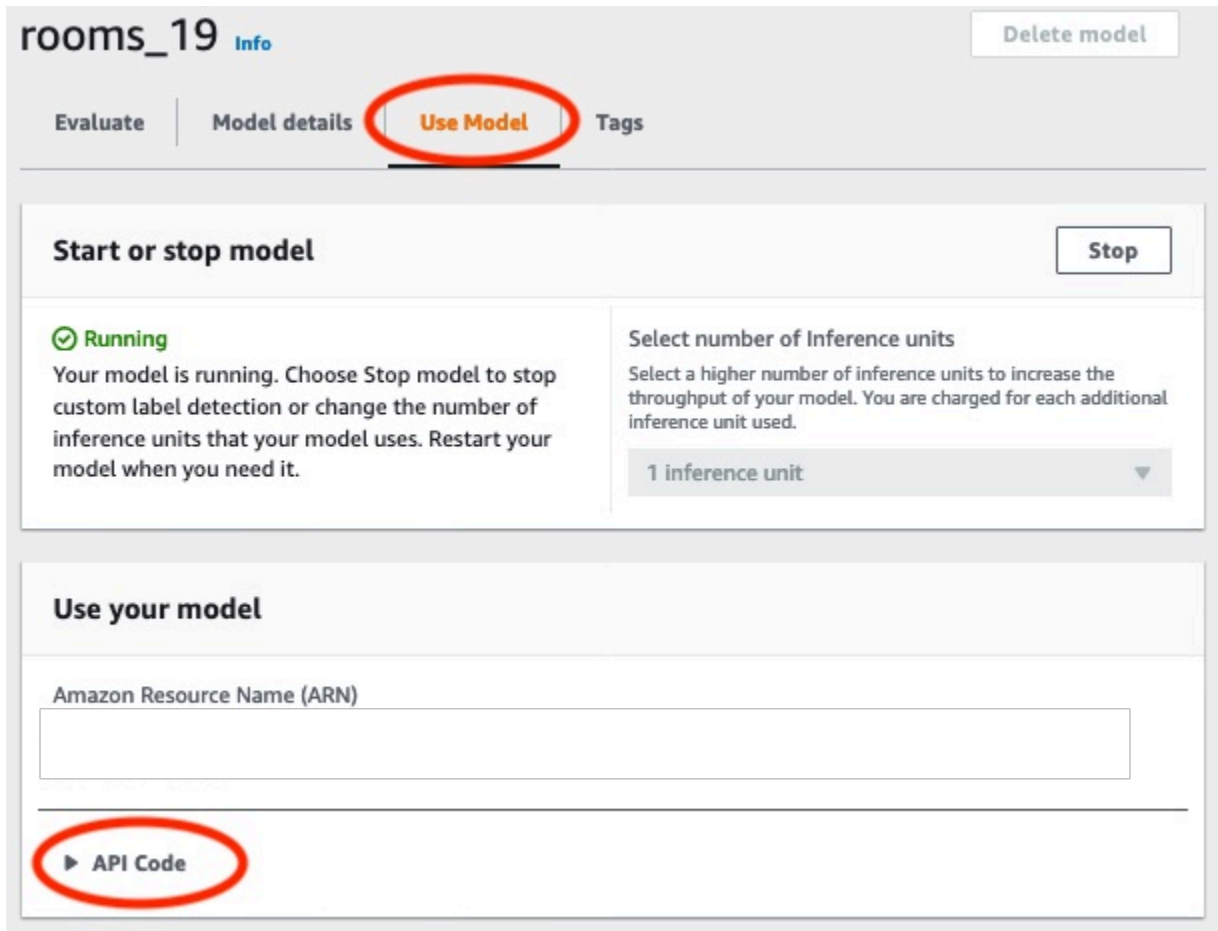 rooms_19 Info
Delete model
Evaluate
Model details
Use Model
Tags
Start or stop model
Stop
Running
Your model is running. Choose Stop model to stop
custom label detection or change the number of
inference units that your model uses. Restart your
model when you need it.
Select number of Inference units
Select a higher number of inference units to increase the
throughput of your model. You are charged for each additional
inference unit used.
1 inference unit
Use your model
Amazon Resource Name (ARN)
API Code